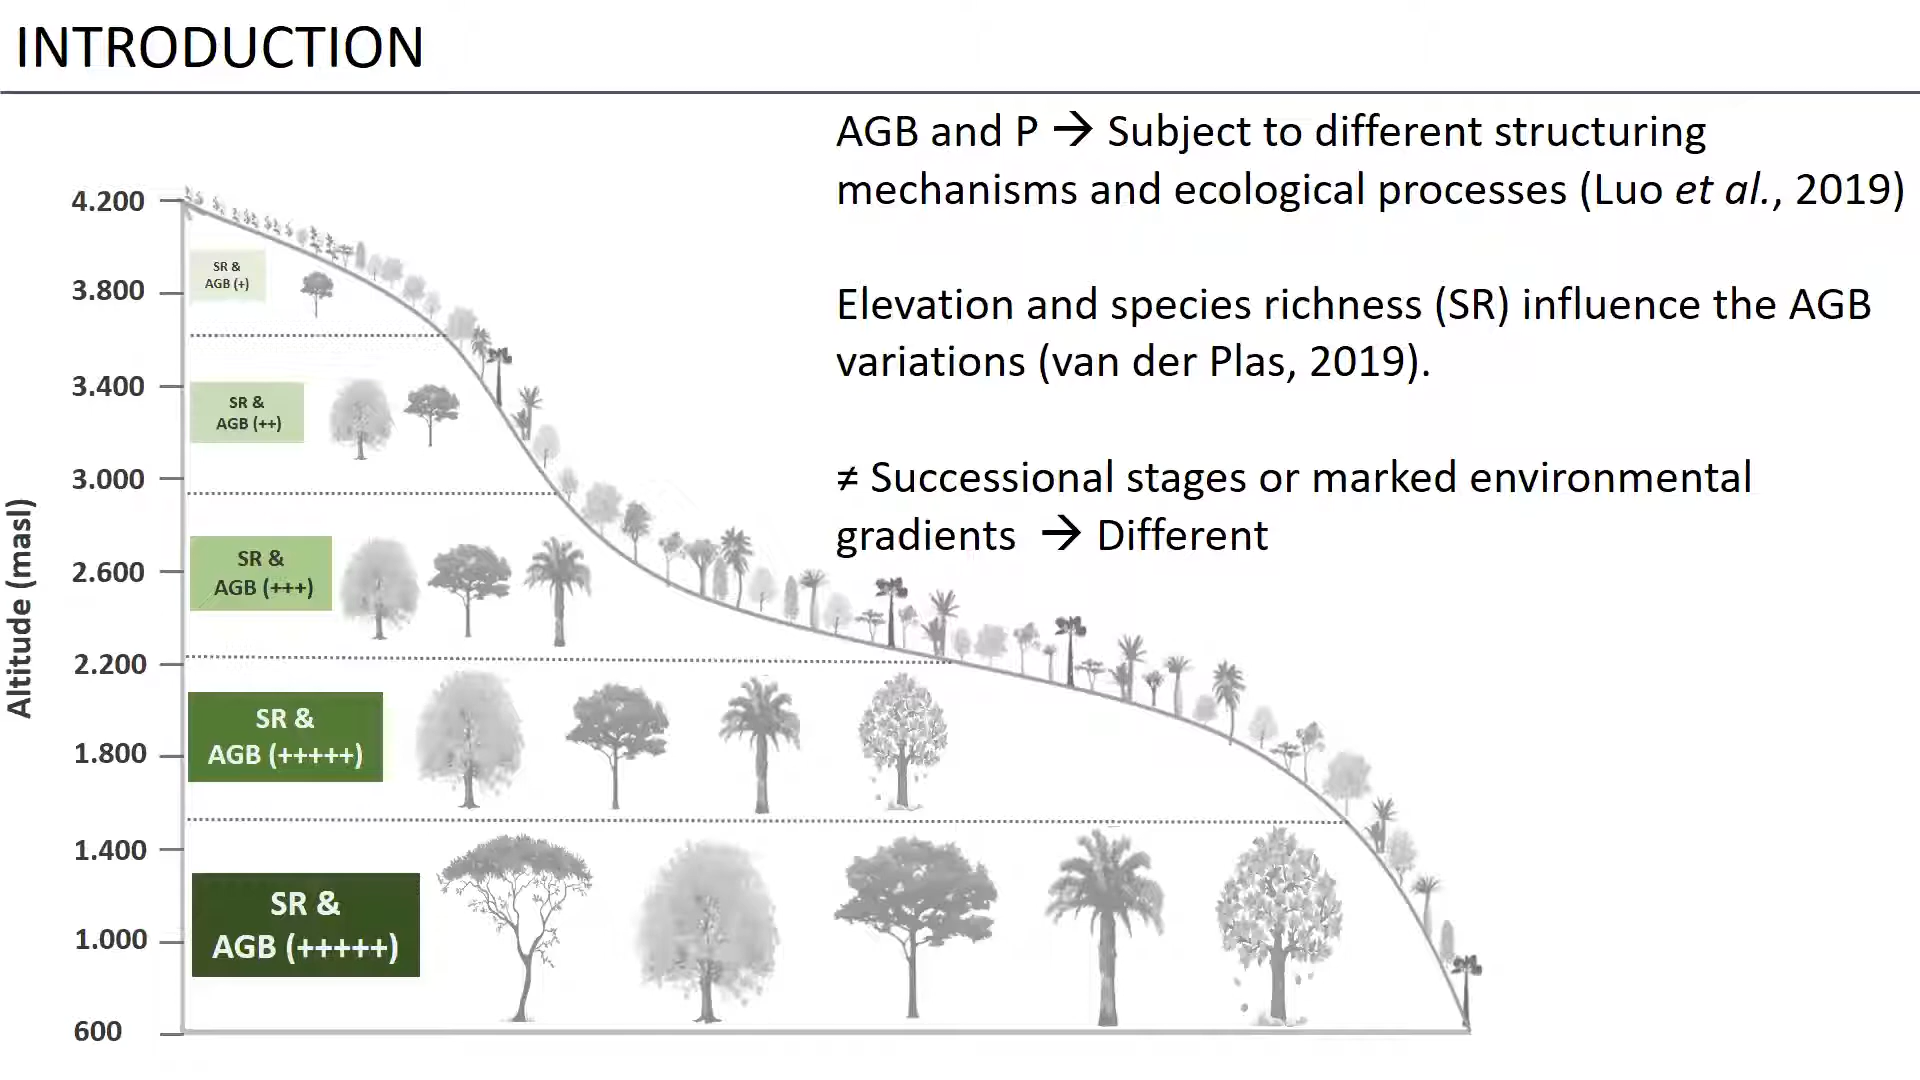 INTRODUCTION
AGB and P → Subject to different structuring
mechanisms and ecological processes (Luo et al., 2019)
Elevation and species richness (SR) influence the AGB
variations (van der Plas, 2019).
≠ Successional stages or marked environmental
gradients → Different
Altitude (masl)
4.200
3.800
3.400
3.000
2.600
2.200
1.800
1.400
1.000
600
SR &
AGB (+)
SR &
AGB (++)
SR &
AGB (+++)
SR &
AGB (+++++)
SR &
AGB (+++++)